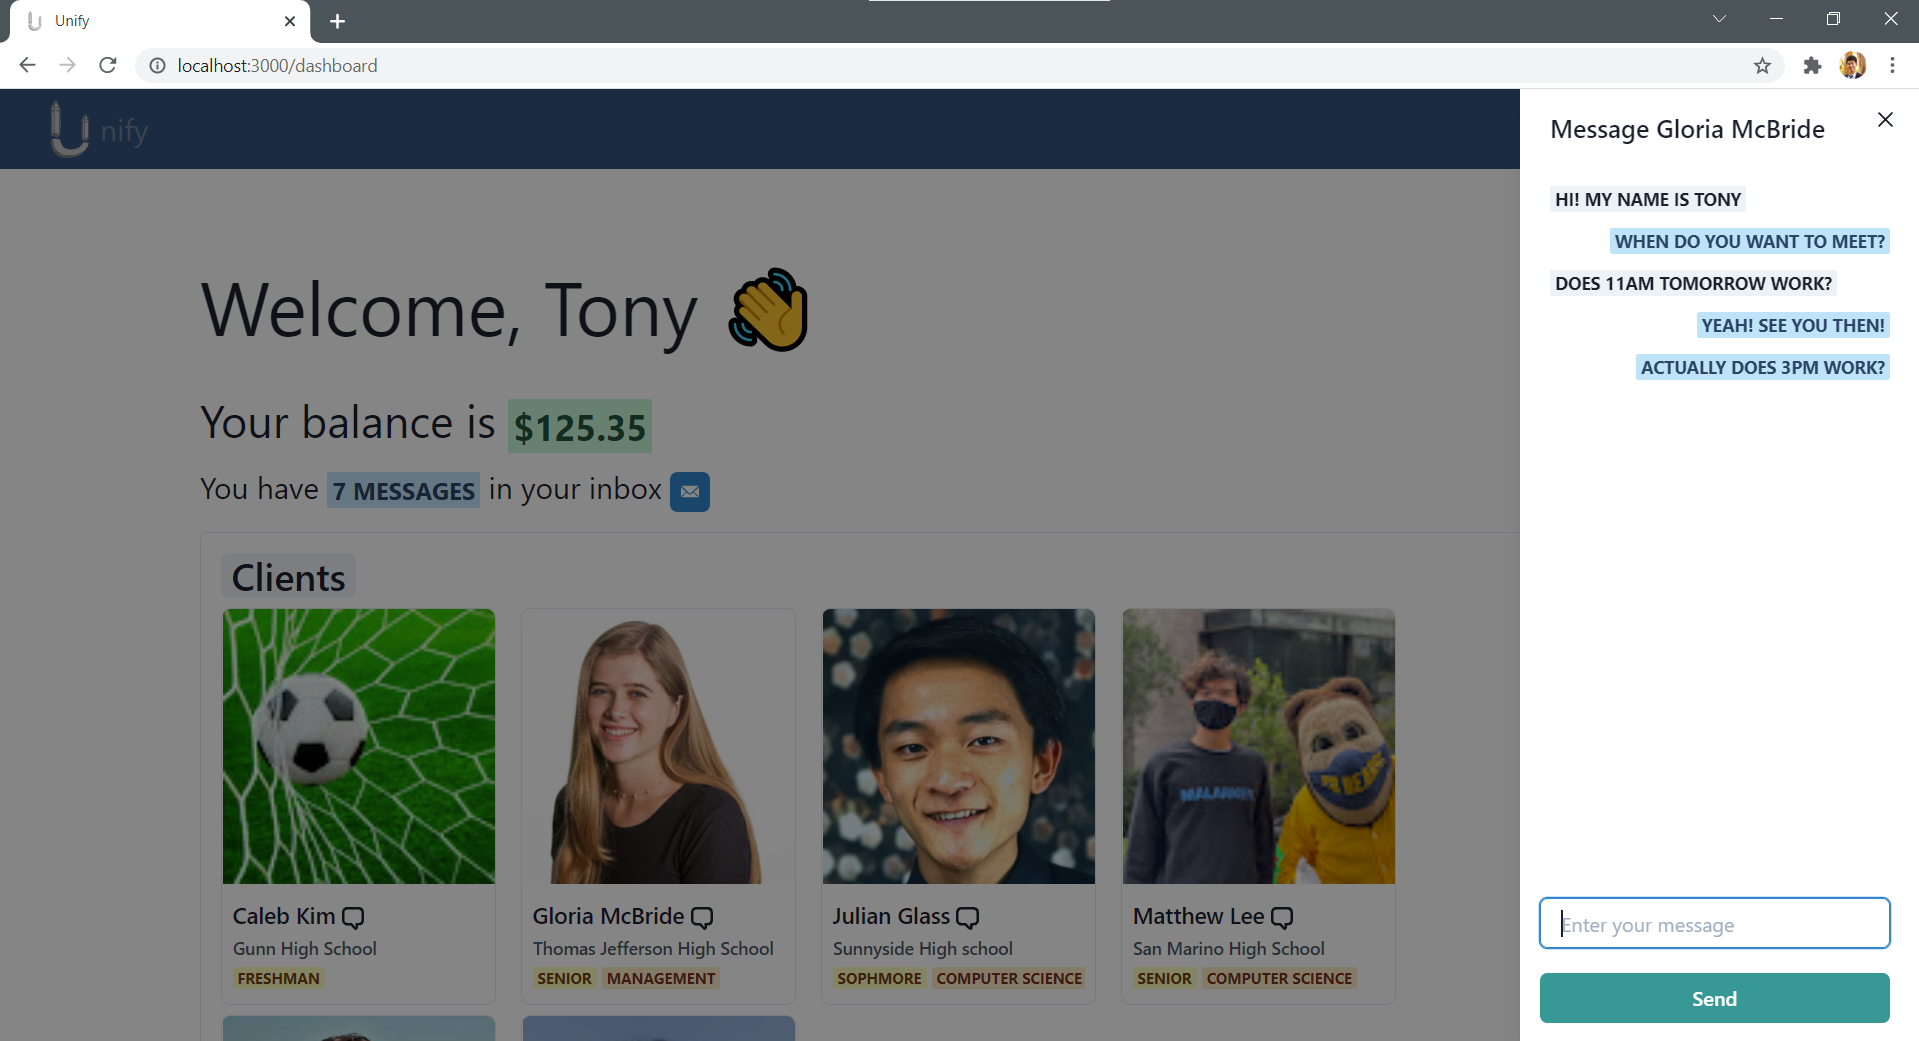 Unify
localhost:3000/dashboard
nify
Welcome, Tony
Your balance is $125.35
You have 7 MESSAGES in your inbox
Clients
Caleb Kim
Gunn High School
FRESHMAN
Gloria McBride
Thomas Jefferson High School
SENIOR MANAGEMENT
Julian Glass
Sunnyside High school
SOPHMORE COMPUTER SCIENCE
Matthew Lee
San Marino High School
SENIOR COMPUTER SCIENCE
Message Gloria McBride
HI! MY NAME IS TONY
WHEN DO YOU WANT TO MEET?
DOES 11AM TOMORROW WORK?
YEAH! SEE YOU THEN!
ACTUALLY DOES 3PM WORK?
Enter your message
Send